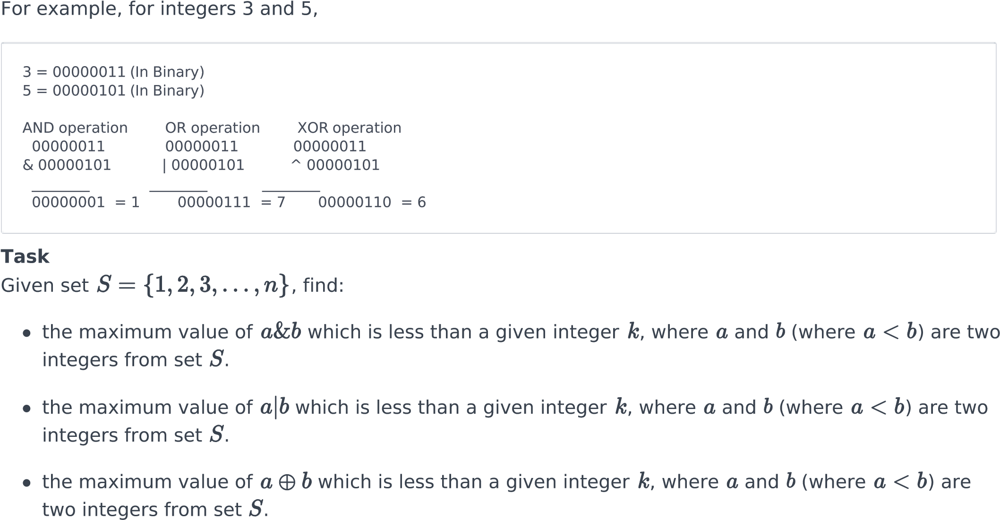 For example, for integers 3 and 5,
3 = 00000011 (In Binary)
5 = 00000101 (In Binary)
AND operation OR operation XOR operation
00000011 00000011 00000011
& 00000101 | 00000101 ^ 00000101
________ ________ ________
00000001 = 1 00000111 = 7 00000110 = 6
Task
Given set S = {1, 2, 3, . . . , n}, find:
• the maximum value of a&b which is less than a given integer k, where a and b (where a < b) are two
integers from set S.
• the maximum value of a|b which is less than a given integer k, where a and b (where a < b) are two
integers from set S.
• the maximum value of a ⊕ b which is less than a given integer k, where a and b (where a < b) are
two integers from set S.